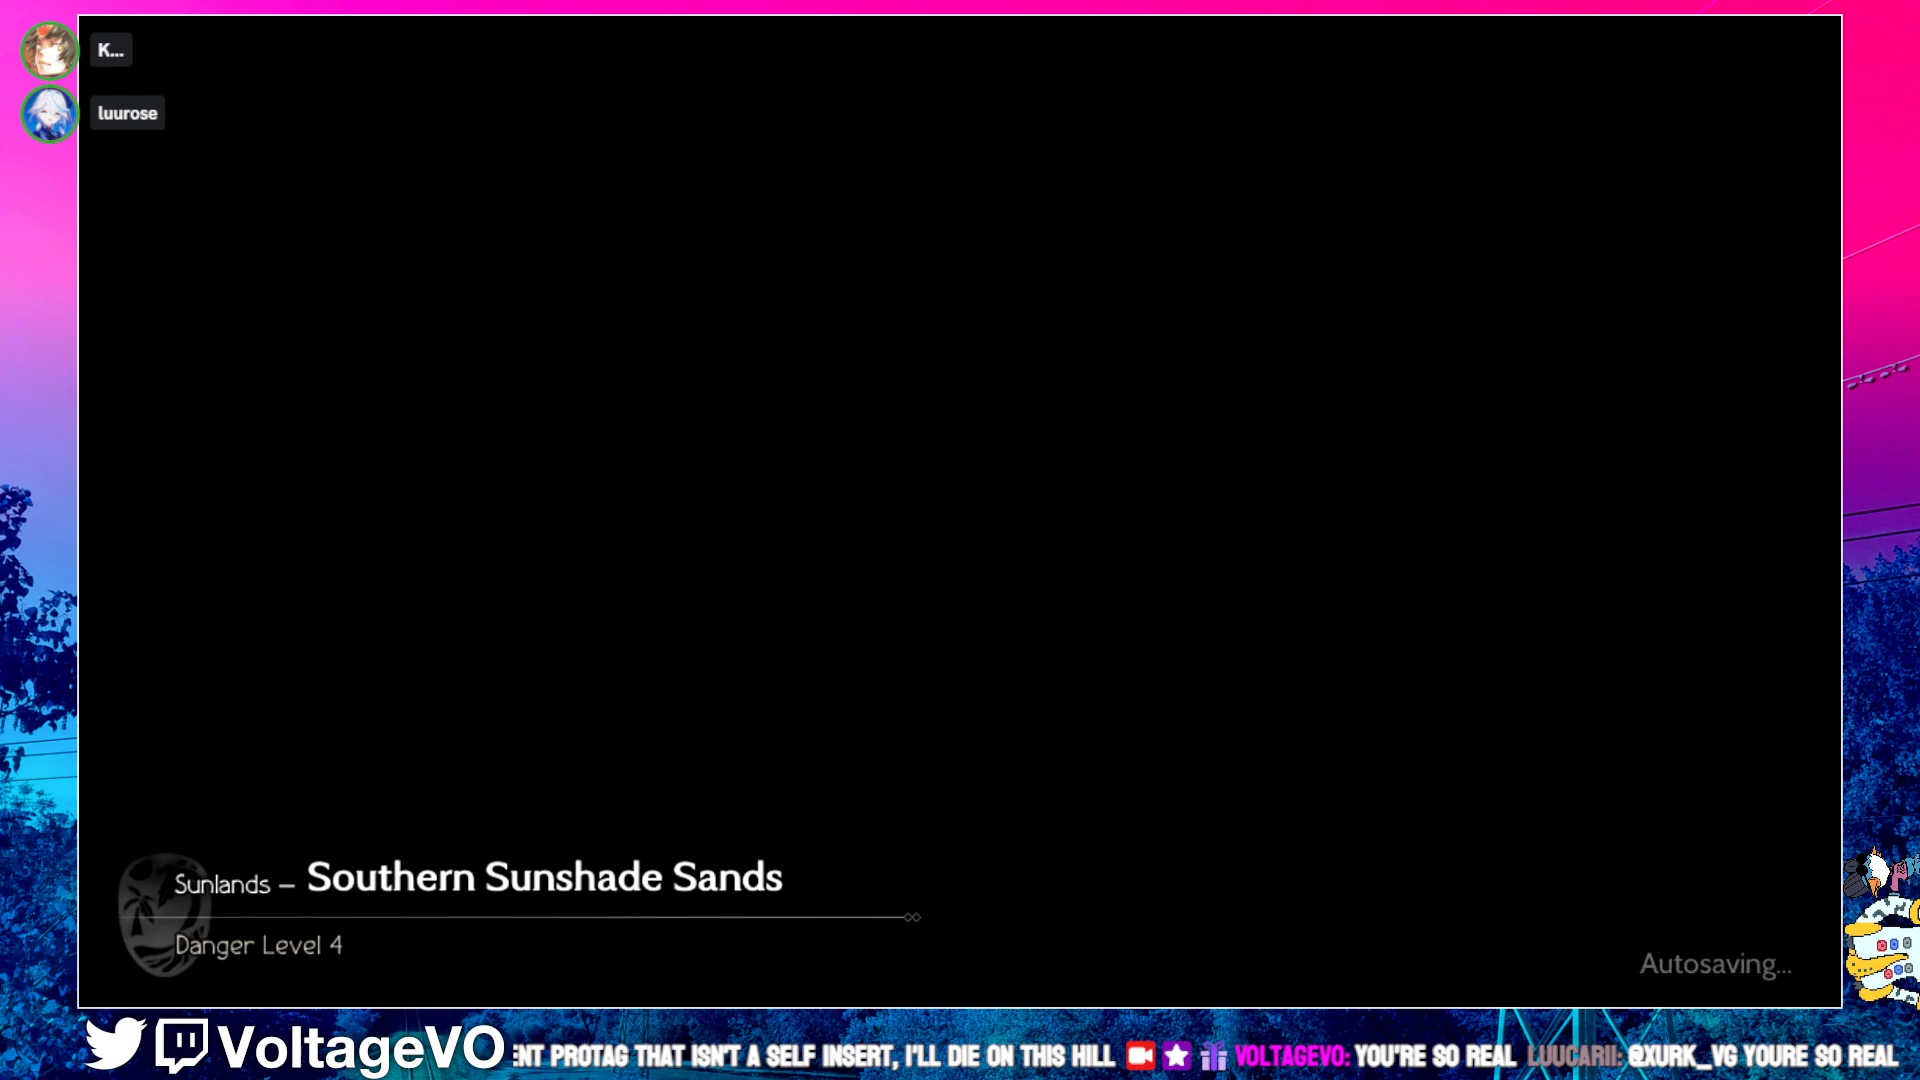 K...
luurose
Sunlands – Southern Sunshade Sands
Danger Level 4
Autosaving...
VoltageVO
NT PROTAG THAT ISN'T A SELF INSERT, I'LL DIE ON THIS HILL VOLTAGEVO: YOU'RE SO REAL LUUCARII: @XURK_VG YOURE SO REAL